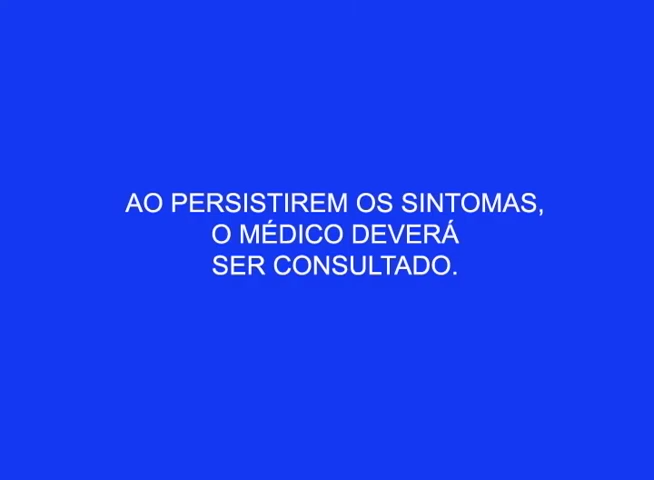 AO PERSISTIREM OS SINTOMAS,
O MÉDICO DEVERÁ
SER CONSULTADO.